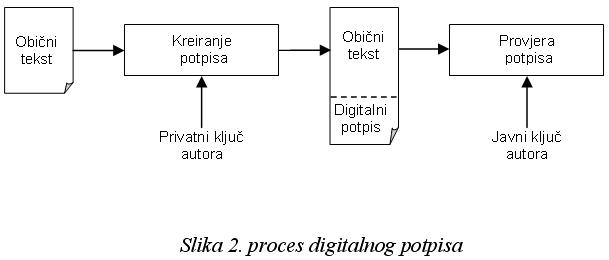 Obični
tekst
Kreiranje
potpisa
Obični
tekst
Digitalni
potpis
Provjera
potpisa
Privatni ključ
autora
Javni ključ
autora
Slika 2. proces digitalnog potpisa